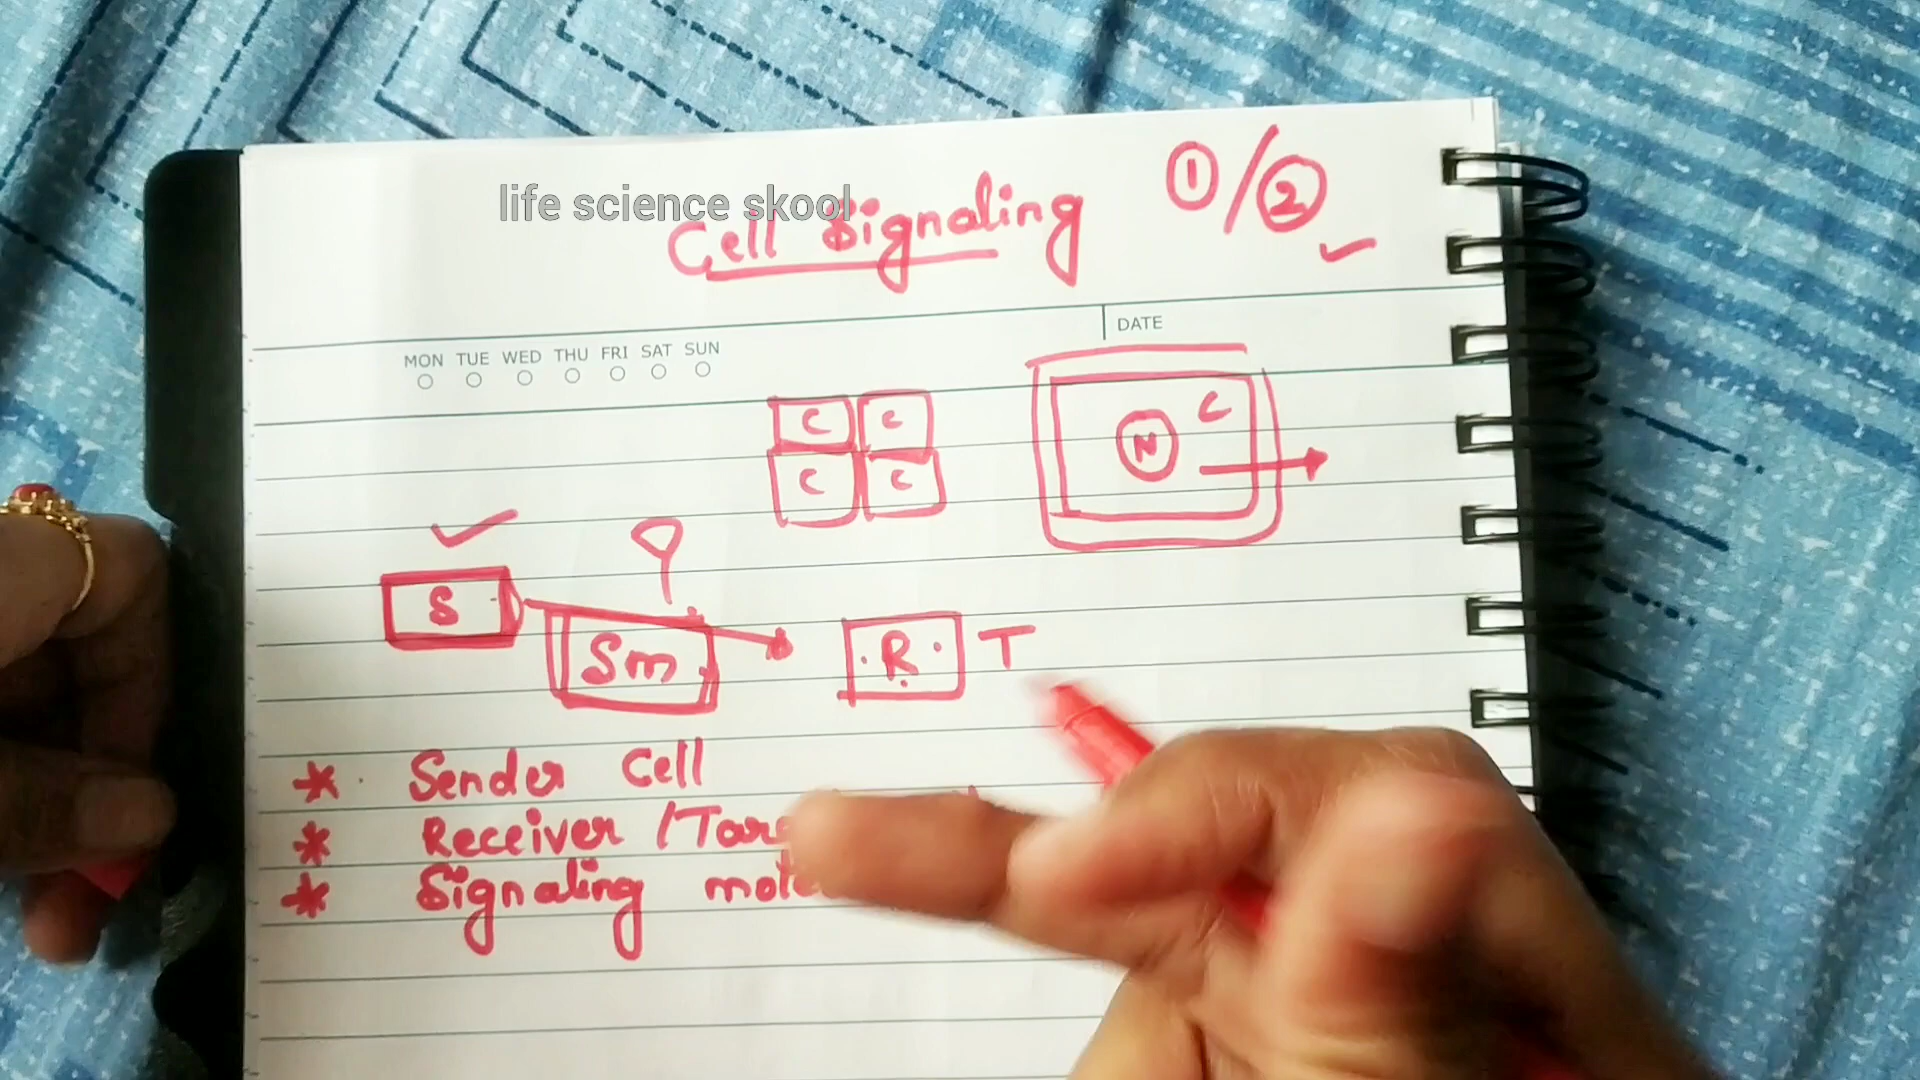 life science skool
Cell Signaling
1/2
DATE
MON TUE WED THU FRI SAT SUN
C C
C C
N C
S
Sm
R T
* Sender Cell
* Receiver /Targ
* Signaling mole